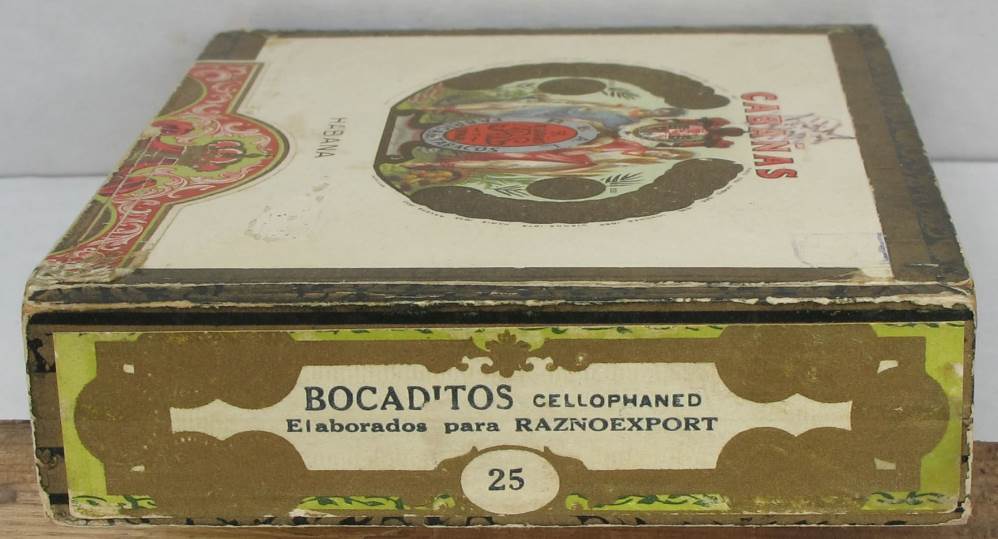 CABAÑAS
HABANA
BOCADITOS CELLOPHANED
Elaborados para RAZNOEXPORT
25